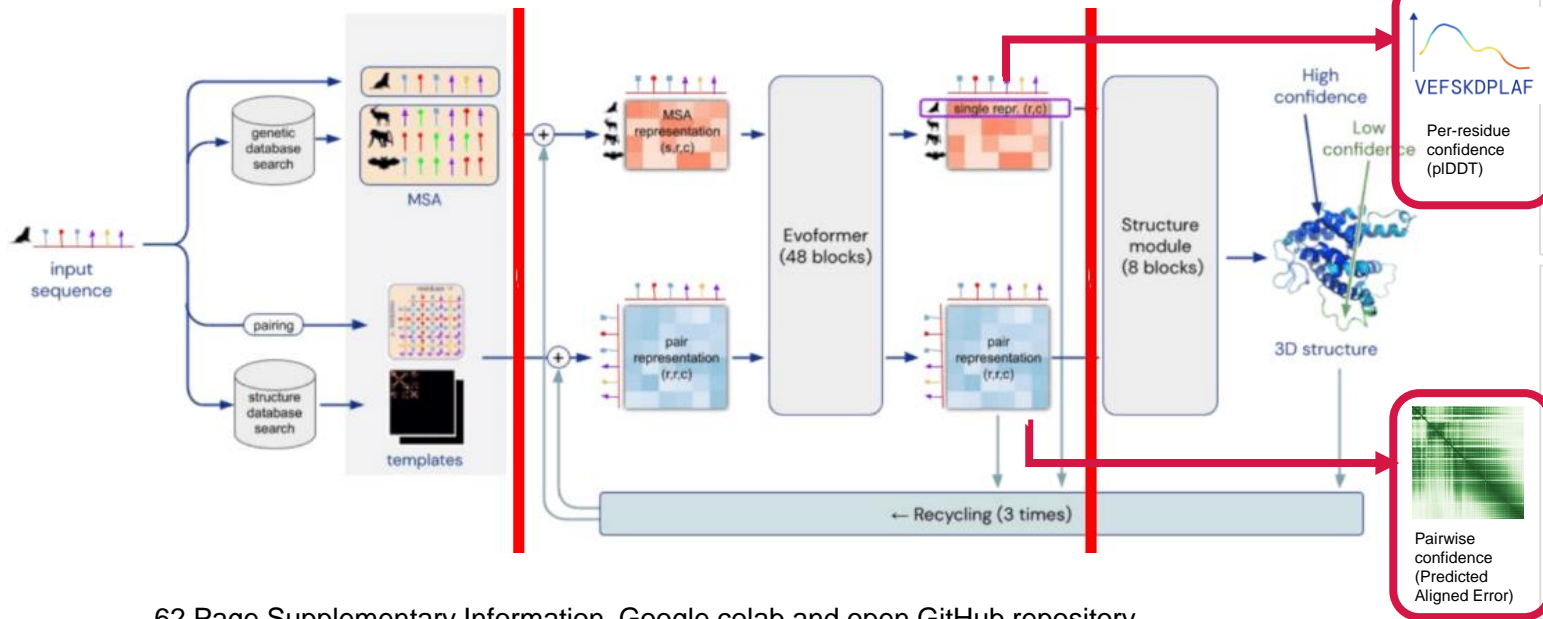 genetic
database
search
MSA
input
sequence
pairing
structure
database
search
templates
MSA
representation
(s,r,c)
single repr. (r,c)
Evoformer
(48 blocks)
pair
representation
(r,r,c)
pair
representation
(r,r,c)
Structure
module
(8 blocks)
High
confidence
Low
confidence
3D structure
← Recycling (3 times)
VEFSKDPLAF
Per-residue
confidence
(plDDT)
Pairwise
confidence
(Predicted
Aligned Error)
62 Page Supplementary Information, Google colab and open GitHub repository